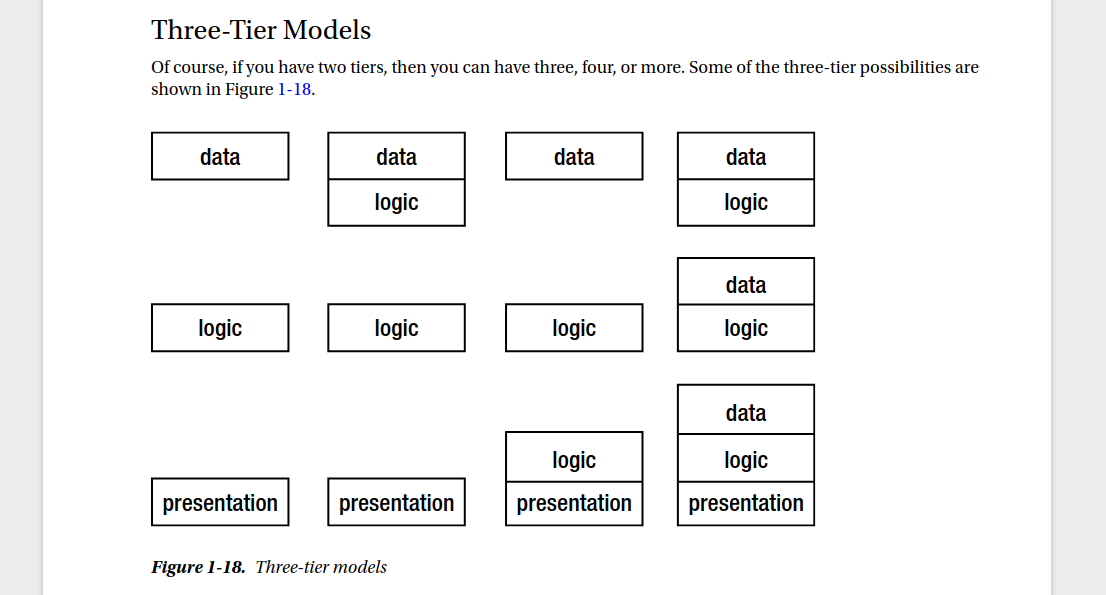 Three-Tier Models
Of course, if you have two tiers, then you can have three, four, or more. Some of the three-tier possibilities are
shown in Figure 1-18.
data
data
data
data
logic
logic
data
logic
logic
logic
logic
data
logic
logic
presentation
presentation
presentation
presentation
Figure 1-18. Three-tier models